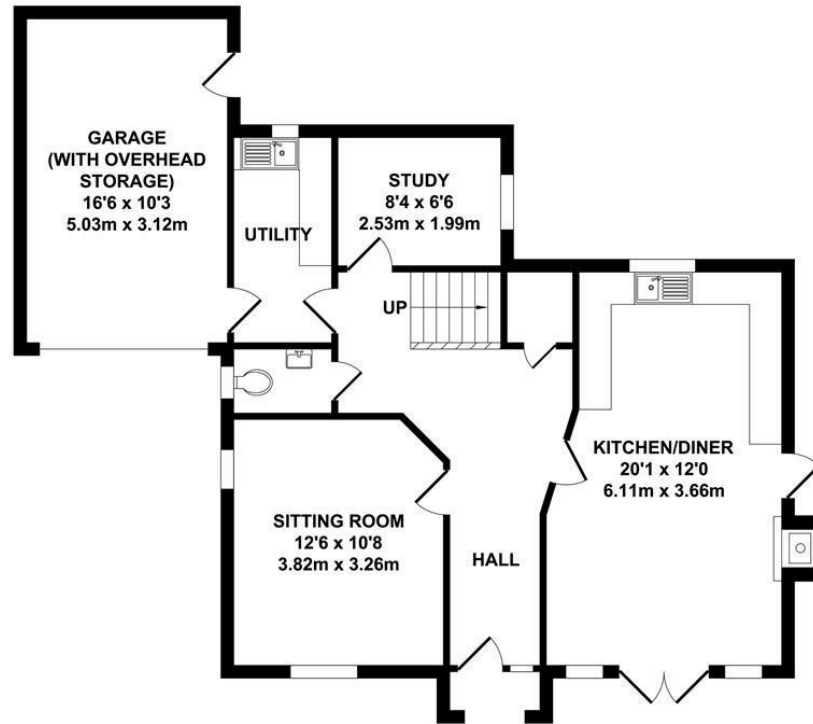 GARAGE
(WITH OVERHEAD
STORAGE)
16'6 x 10'3
5.03m x 3.12m
STUDY
8'4 x 6'6
2.53m x 1.99m
UTILITY
UP
KITCHEN/DINER
20'1 x 12'0
6.11m x 3.66m
SITTING ROOM
12'6 x 10'8
3.82m x 3.26m
HALL